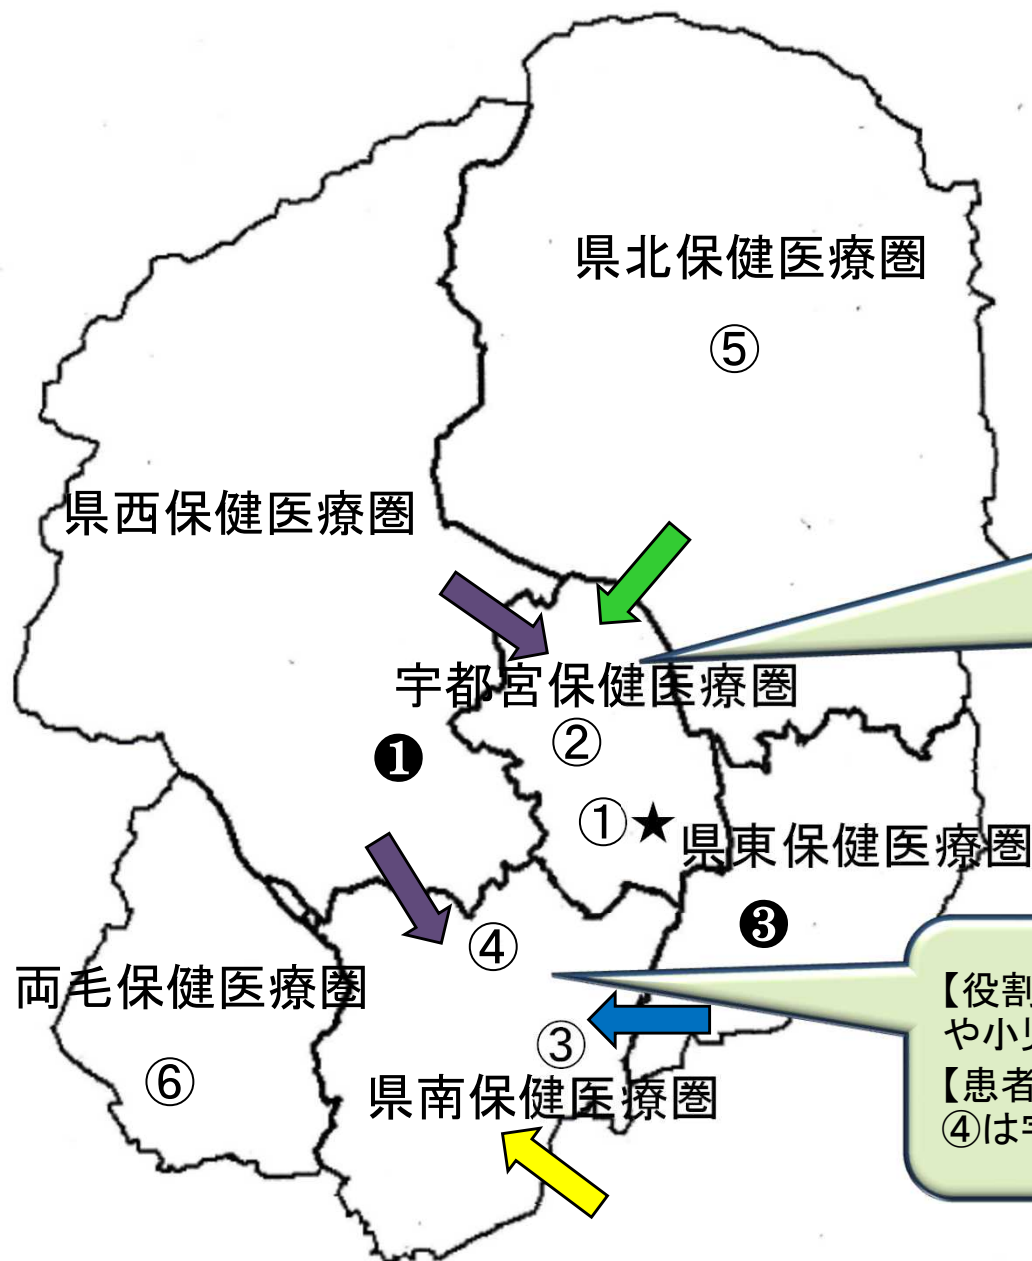 県北保健医療圏
⑤
県西保健医療圏
宇都宮保健医療圏
②
❶
①★
県東保健医療圏
❸
④
両毛保健医療圏
【役割
や小
【患者
④は
③
⑥
県南保健医療圏